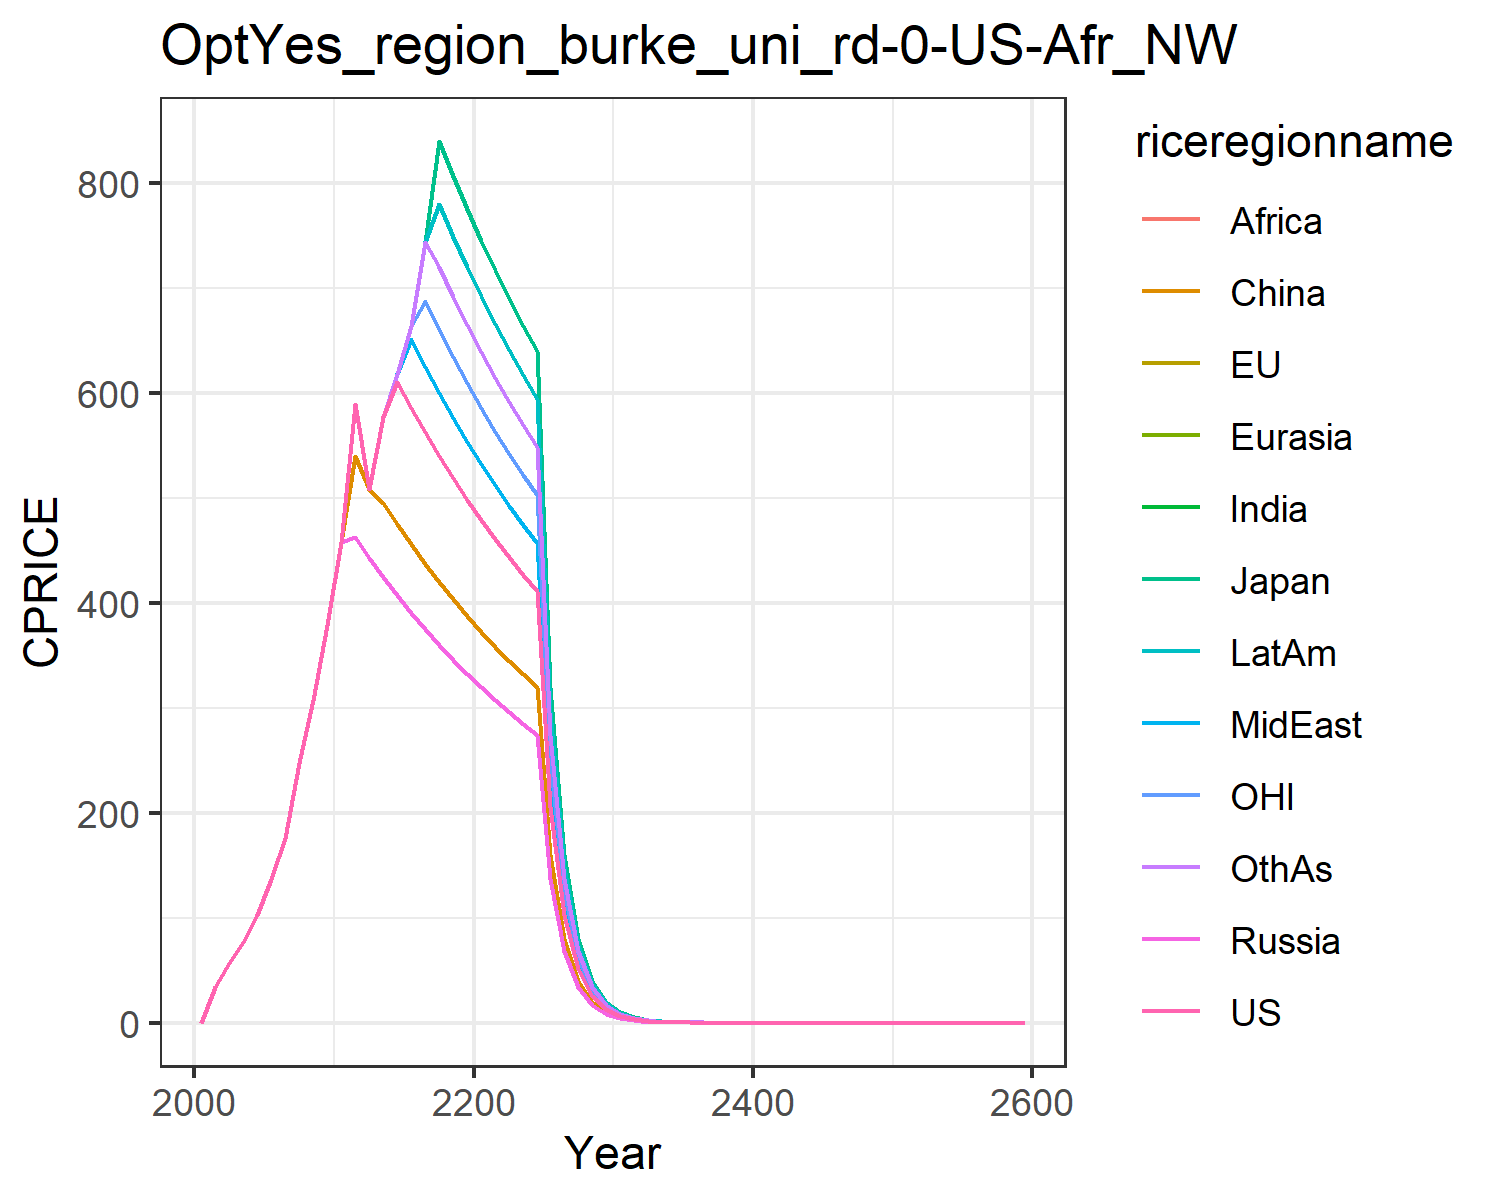 OptYes_region_burke_uni_rd-0-US-Afr_NW
CPRICE
800
600
400
200
0
2000
2200
2400
2600
Year
riceregionname
Africa
China
EU
Eurasia
India
Japan
LatAm
MidEast
OHI
OthAs
Russia
US